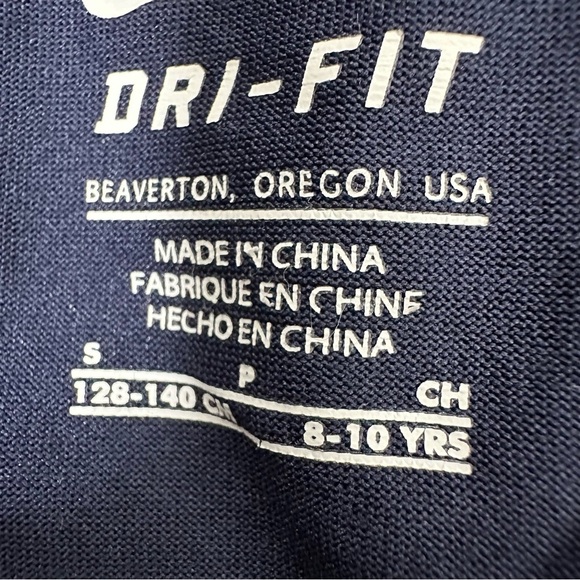 DRI-FIT
BEAVERTON, OREGON USA
MADE IN CHINA
FABRIQUE EN CHINE
HECHO EN CHINA
S P CH
128-140 CM 8-10 YRS